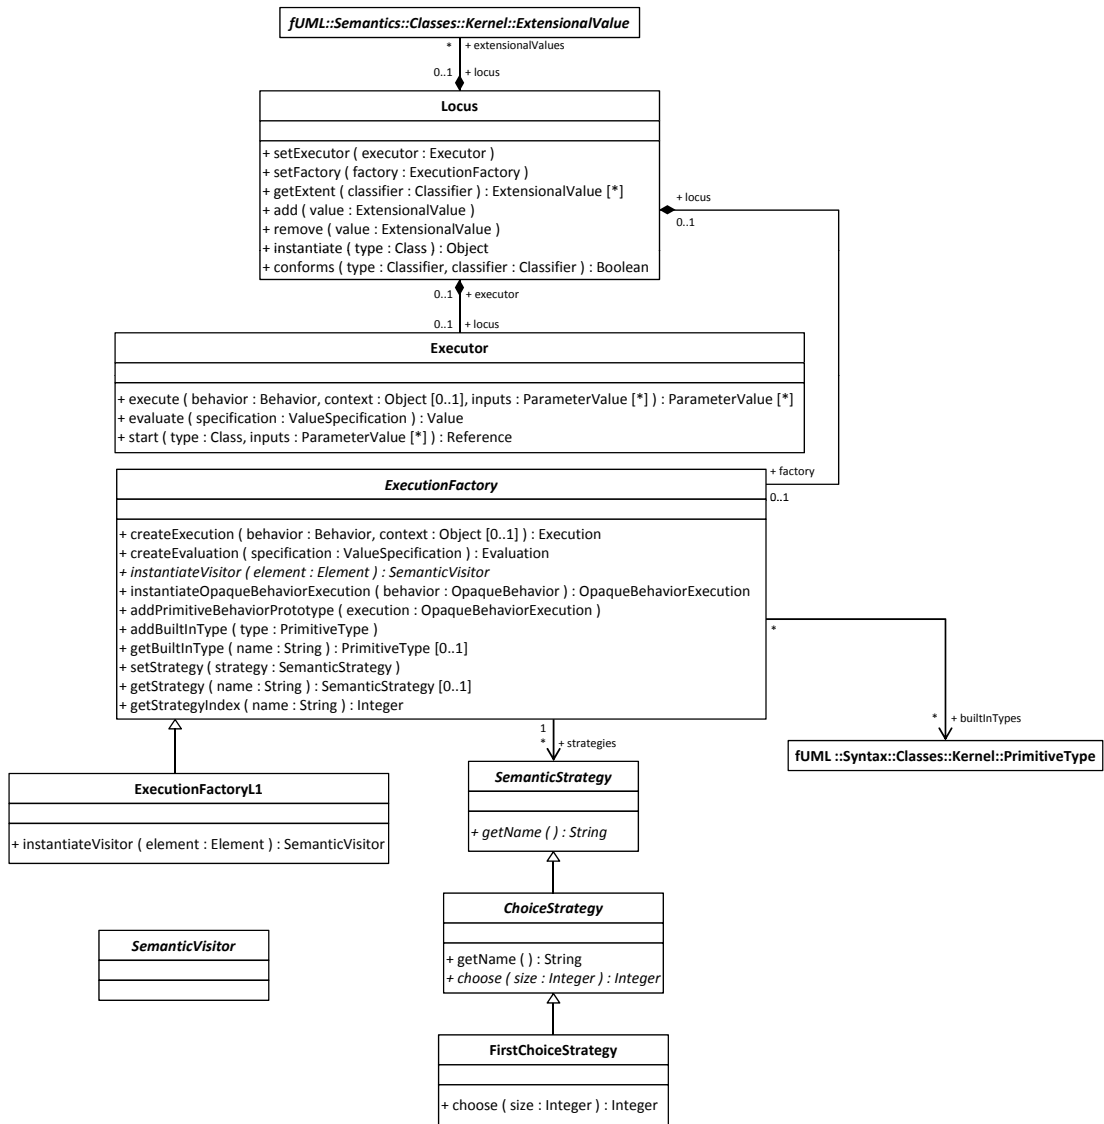 fUML::Semantics::Classes::Kernel::ExtensionalValue
* + extensionalValues
0..1 + locus
Locus
+ setExecutor ( executor : Executor )
+ setFactory ( factory : ExecutionFactory )
+ getExtent ( classifier : Classifier ) : ExtensionalValue [*]
+ add ( value : ExtensionalValue )
+ remove ( value : ExtensionalValue )
+ instantiate ( type : Class ) : Object
+ conforms ( type : Classifier, classifier : Classifier ) : Boolean
+ locus
0..1
0..1 + executor
0..1 + locus
Executor
+ execute ( behavior : Behavior, context : Object [0..1], inputs : ParameterValue [*] ) : ParameterValue [*]
+ evaluate ( specification : ValueSpecification ) : Value
+ start ( type : Class, inputs : ParameterValue [*] ) : Reference
+ factory
0..1
ExecutionFactory
+ createExecution ( behavior : Behavior, context : Object [0..1] ) : Execution
+ createEvaluation ( specification : ValueSpecification ) : Evaluation
+ instantiateVisitor ( element : Element ) : SemanticVisitor
+ instantiateOpaqueBehaviorExecution ( behavior : OpaqueBehavior ) : OpaqueBehaviorExecution
+ addPrimitiveBehaviorPrototype ( execution : OpaqueBehaviorExecution )
+ addBuiltInType ( type : PrimitiveType )
+ getBuiltInType ( name : String ) : PrimitiveType [0..1]
+ setStrategy ( strategy : SemanticStrategy )
+ getStrategy ( name : String ) : SemanticStrategy [0..1]
+ getStrategyIndex ( name : String ) : Integer
*
* + builtInTypes
fUML ::Syntax::Classes::Kernel::PrimitiveType
1
* + strategies
ExecutionFactoryL1
+ instantiateVisitor ( element : Element ) : SemanticVisitor
SemanticStrategy
+ getName ( ) : String
ChoiceStrategy
+ getName ( ) : String
+ choose ( size : Integer ) : Integer
SemanticVisitor
FirstChoiceStrategy
+ choose ( size : Integer ) : Integer